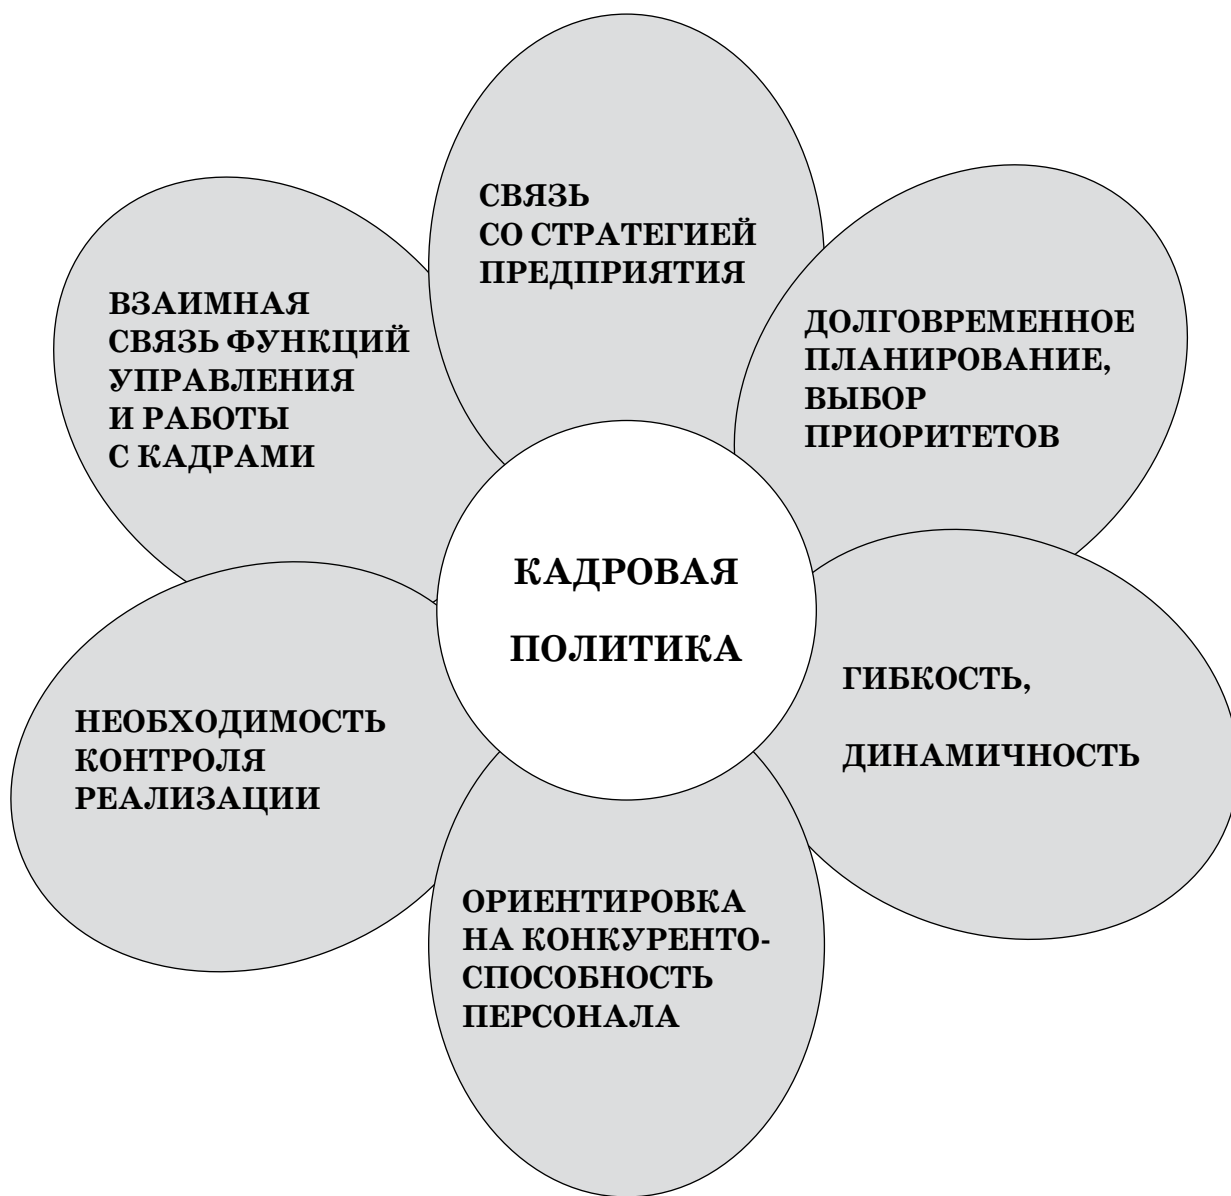 СВЯЗЬ
СО СТРАТЕГИЕЙ
ПРЕДПРИЯТИЯ
ВЗАИМНАЯ
СВЯЗЬ ФУНКЦИЙ
УПРАВЛЕНИЯ
И РАБОТЫ
С КАДРАМИ
ДОЛГОВРЕМЕННОЕ
ПЛАНИРОВАНИЕ,
ВЫБОР
ПРИОРИТЕТОВ
КАДРОВАЯ
ПОЛИТИКА
ГИБКОСТЬ,
ДИНАМИЧНОСТЬ
НЕОБХОДИМОСТЬ
КОНТРОЛЯ
РЕАЛИЗАЦИИ
ОРИЕНТИРОВКА
НА КОНКУРЕНТО-
СПОСОБНОСТЬ
ПЕРСОНАЛА